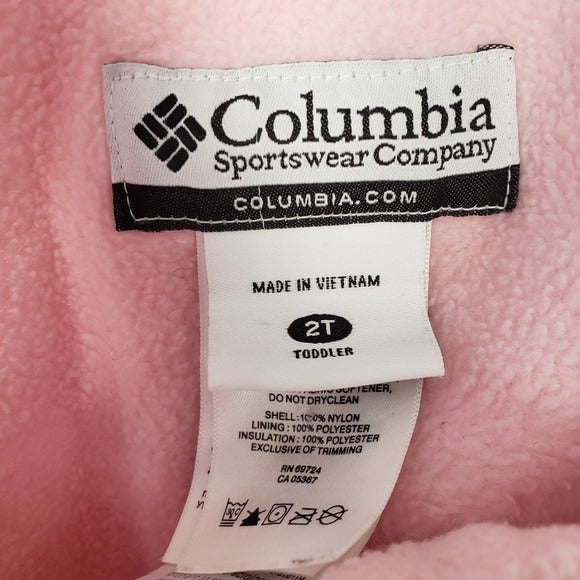 Columbia
Sportswear Company
COLUMBIA.COM
MADE IN VIETNAM
2T
TODDLER
SOFTENER,
DO NOT DRYCLEAN
SHELL: 100% NYLON
LINING : 100% POLYESTER
INSULATION : 100% POLYESTER
EXCLUSIVE OF TRIMMING
RN 69724
CA 05367